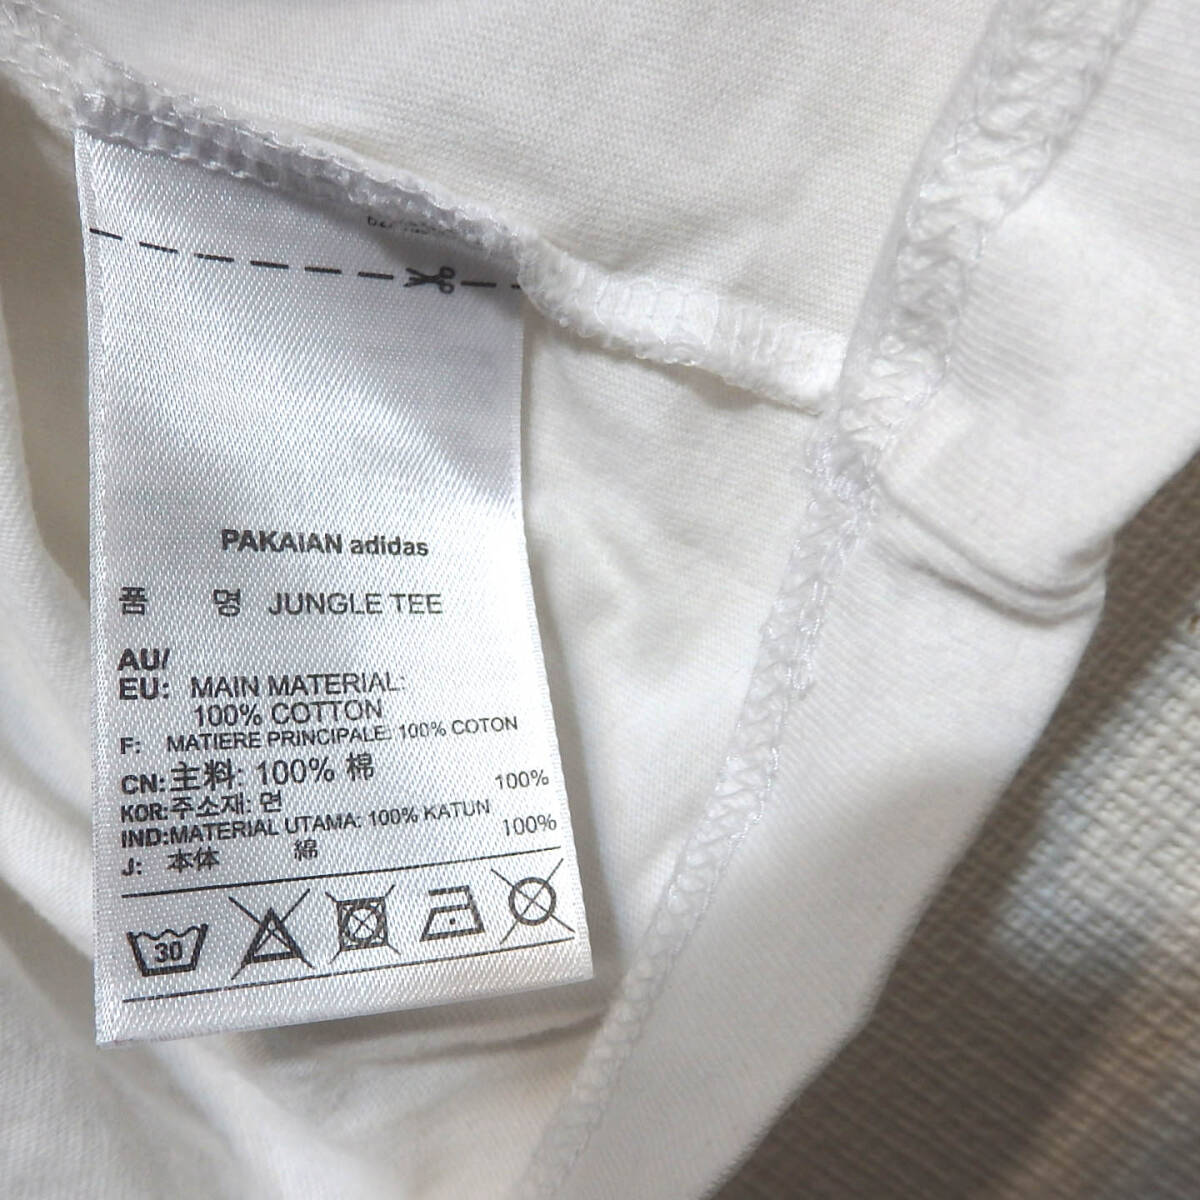 PAKAIAN adidas
품 명 JUNGLE TEE
AU/
EU: MAIN MATERIAL:
100% COTTON
F: MATIERE PRINCIPALE: 100% COTON
CN: 主料: 100% 棉
KOR: 주소재: 면 100%
IND: MATERIAL UTAMA: 100% KATUN
J: 本体 綿 100%
30